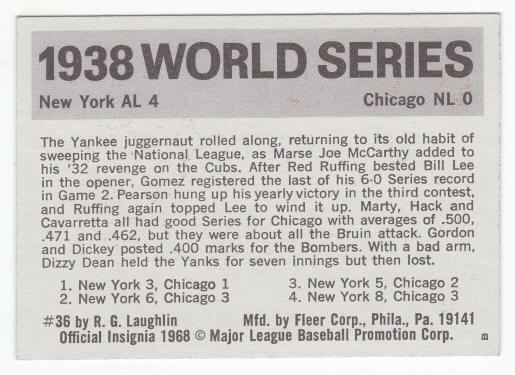 1938 WORLD SERIES
New York AL 4 Chicago NL 0
The Yankee juggernaut rolled along, returning to its old habit of
sweeping the National League, as Marse Joe McCarthy added to
his '32 revenge on the Cubs. After Red Ruffing bested Bill Lee
in the opener, Gomez registered the last of his 6-0 Series record
in Game 2. Pearson hung up his yearly victory in the third contest,
and Ruffing again topped Lee to wind it up. Marty, Hack and
Cavarretta all had good Series for Chicago with averages of .500,
.471 and .462, but they were about all the Bruin attack. Gordon
and Dickey posted .400 marks for the Bombers. With a bad arm,
Dizzy Dean held the Yanks for seven innings but then lost.
1. New York 3, Chicago 1 3. New York 5, Chicago 2
2. New York 6, Chicago 3 4. New York 8, Chicago 3
#36 by R. G. Laughlin Mfd. by Fleer Corp., Phila., Pa. 19141
Official Insignia 1968 © Major League Baseball Promotion Corp.
B